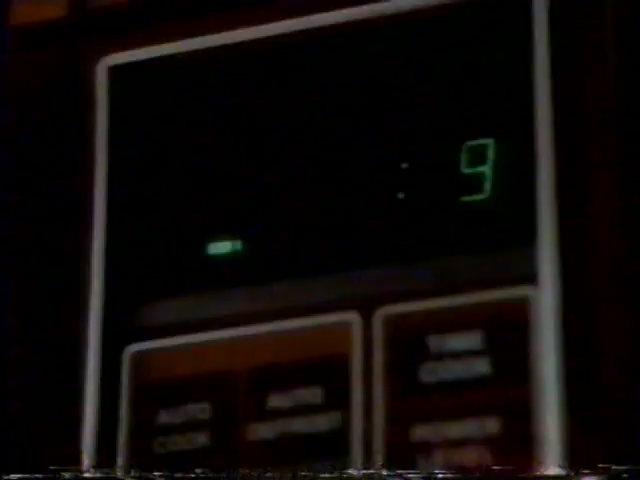 : 9
AUTO
COOK
AUTO
DEFROST
TIME
COOK
POWER
LEVEL